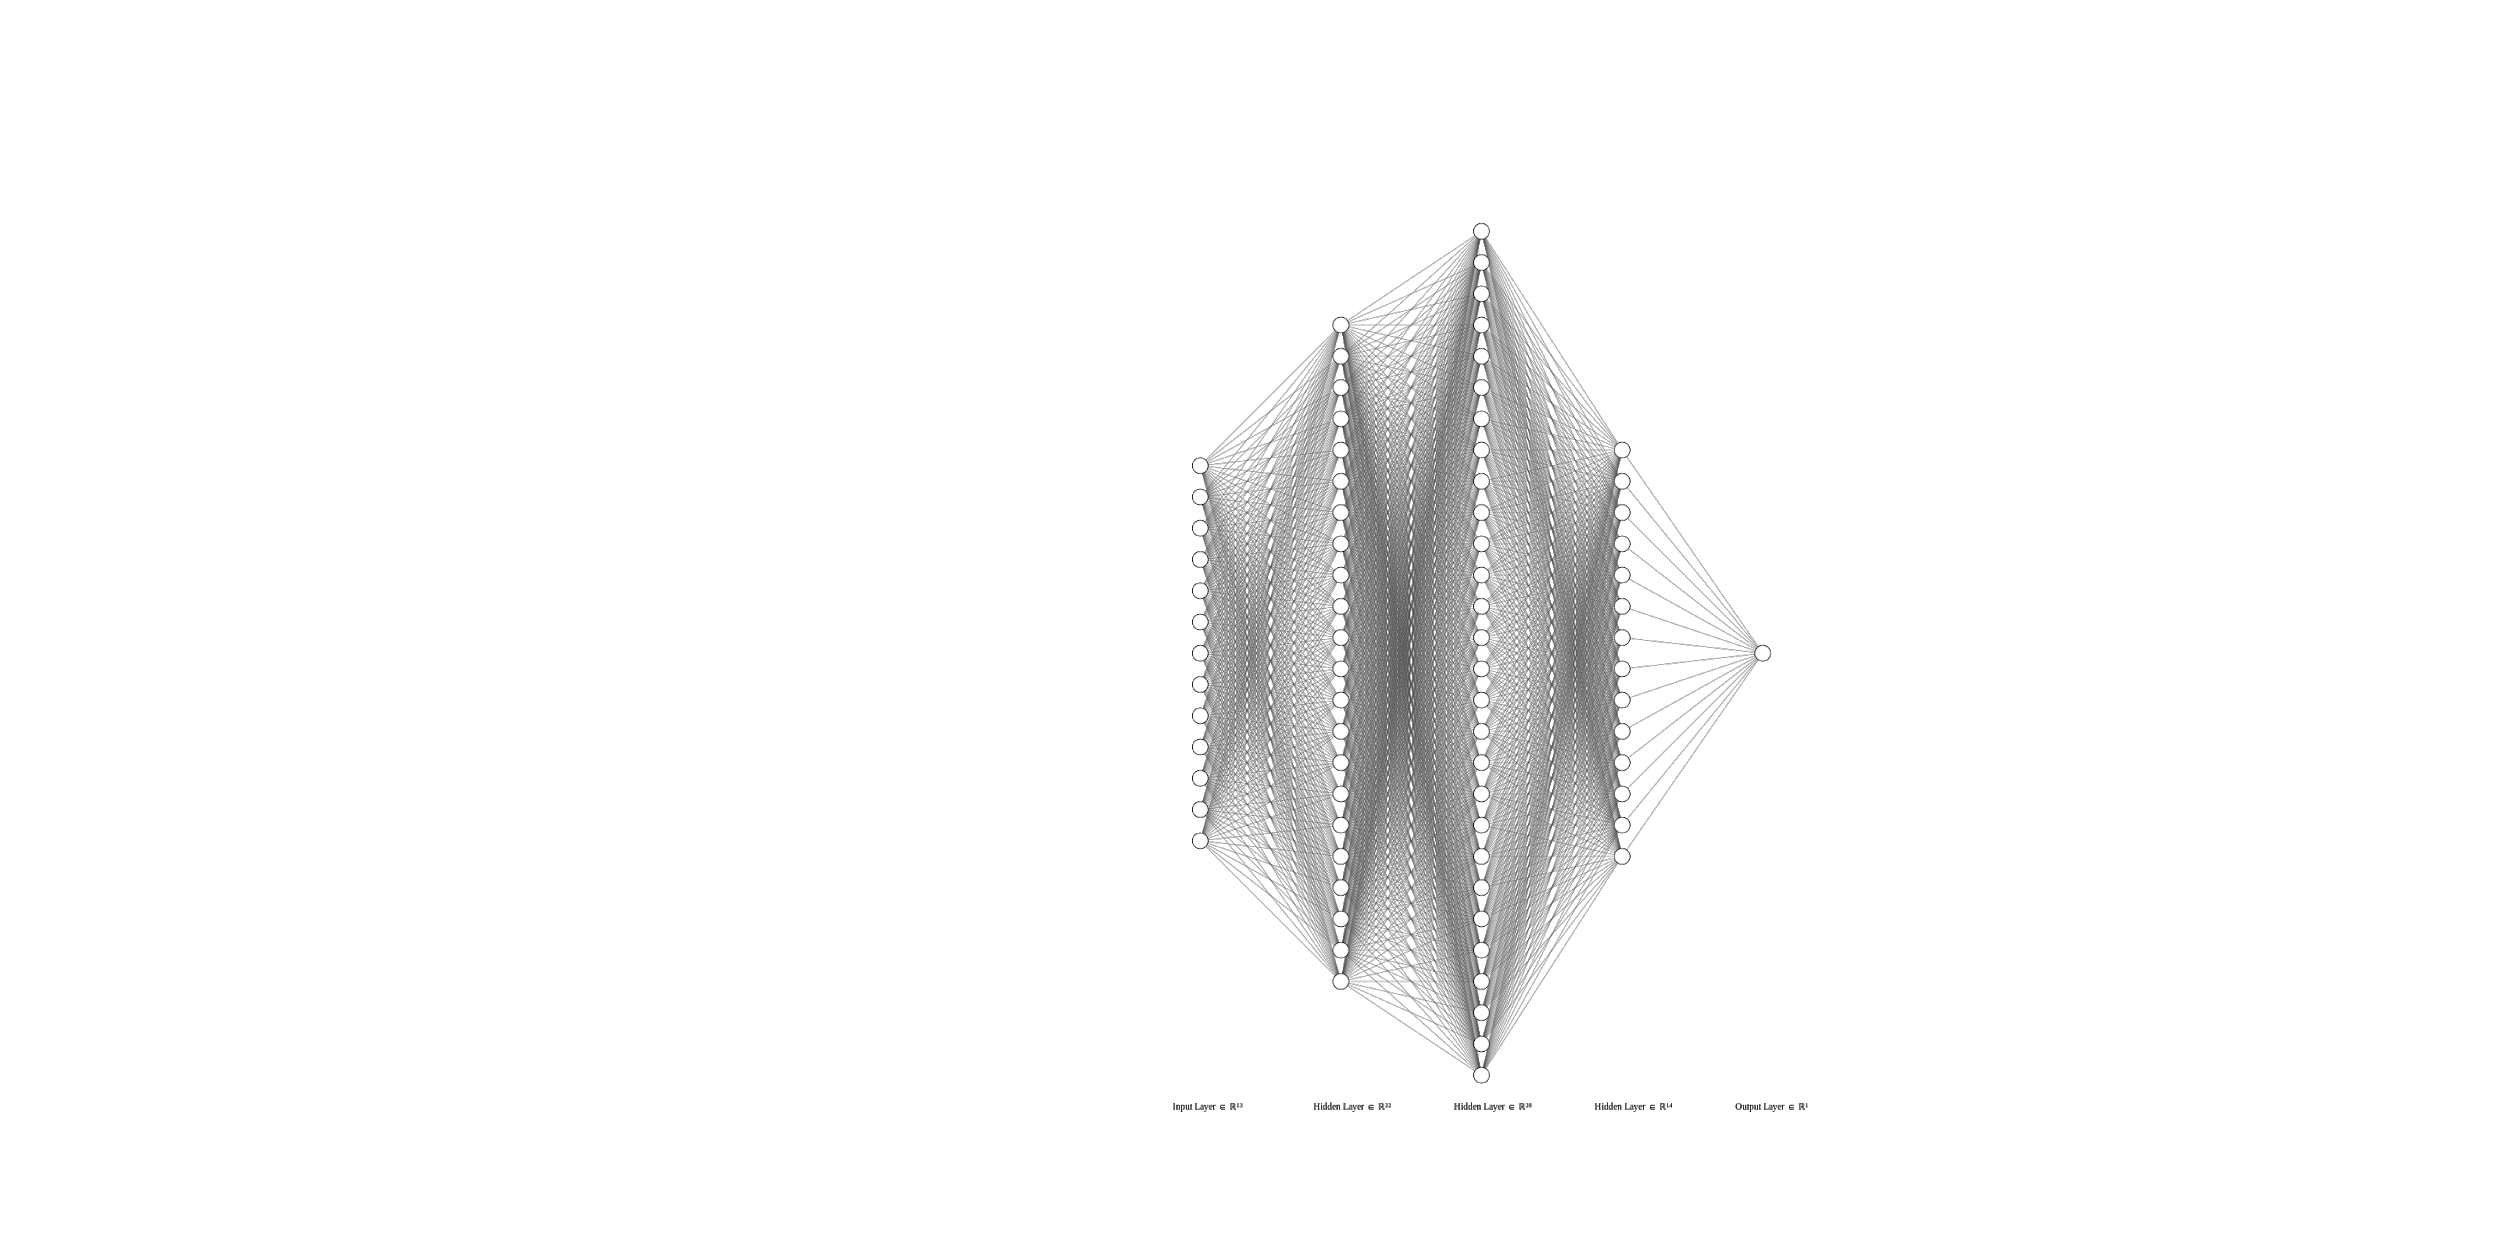 Input Layer ∈ ℝ¹³ Hidden Layer ∈ ℝ²² Hidden Layer ∈ ℝ²⁸ Hidden Layer ∈ ℝ¹⁴ Output Layer ∈ ℝ¹